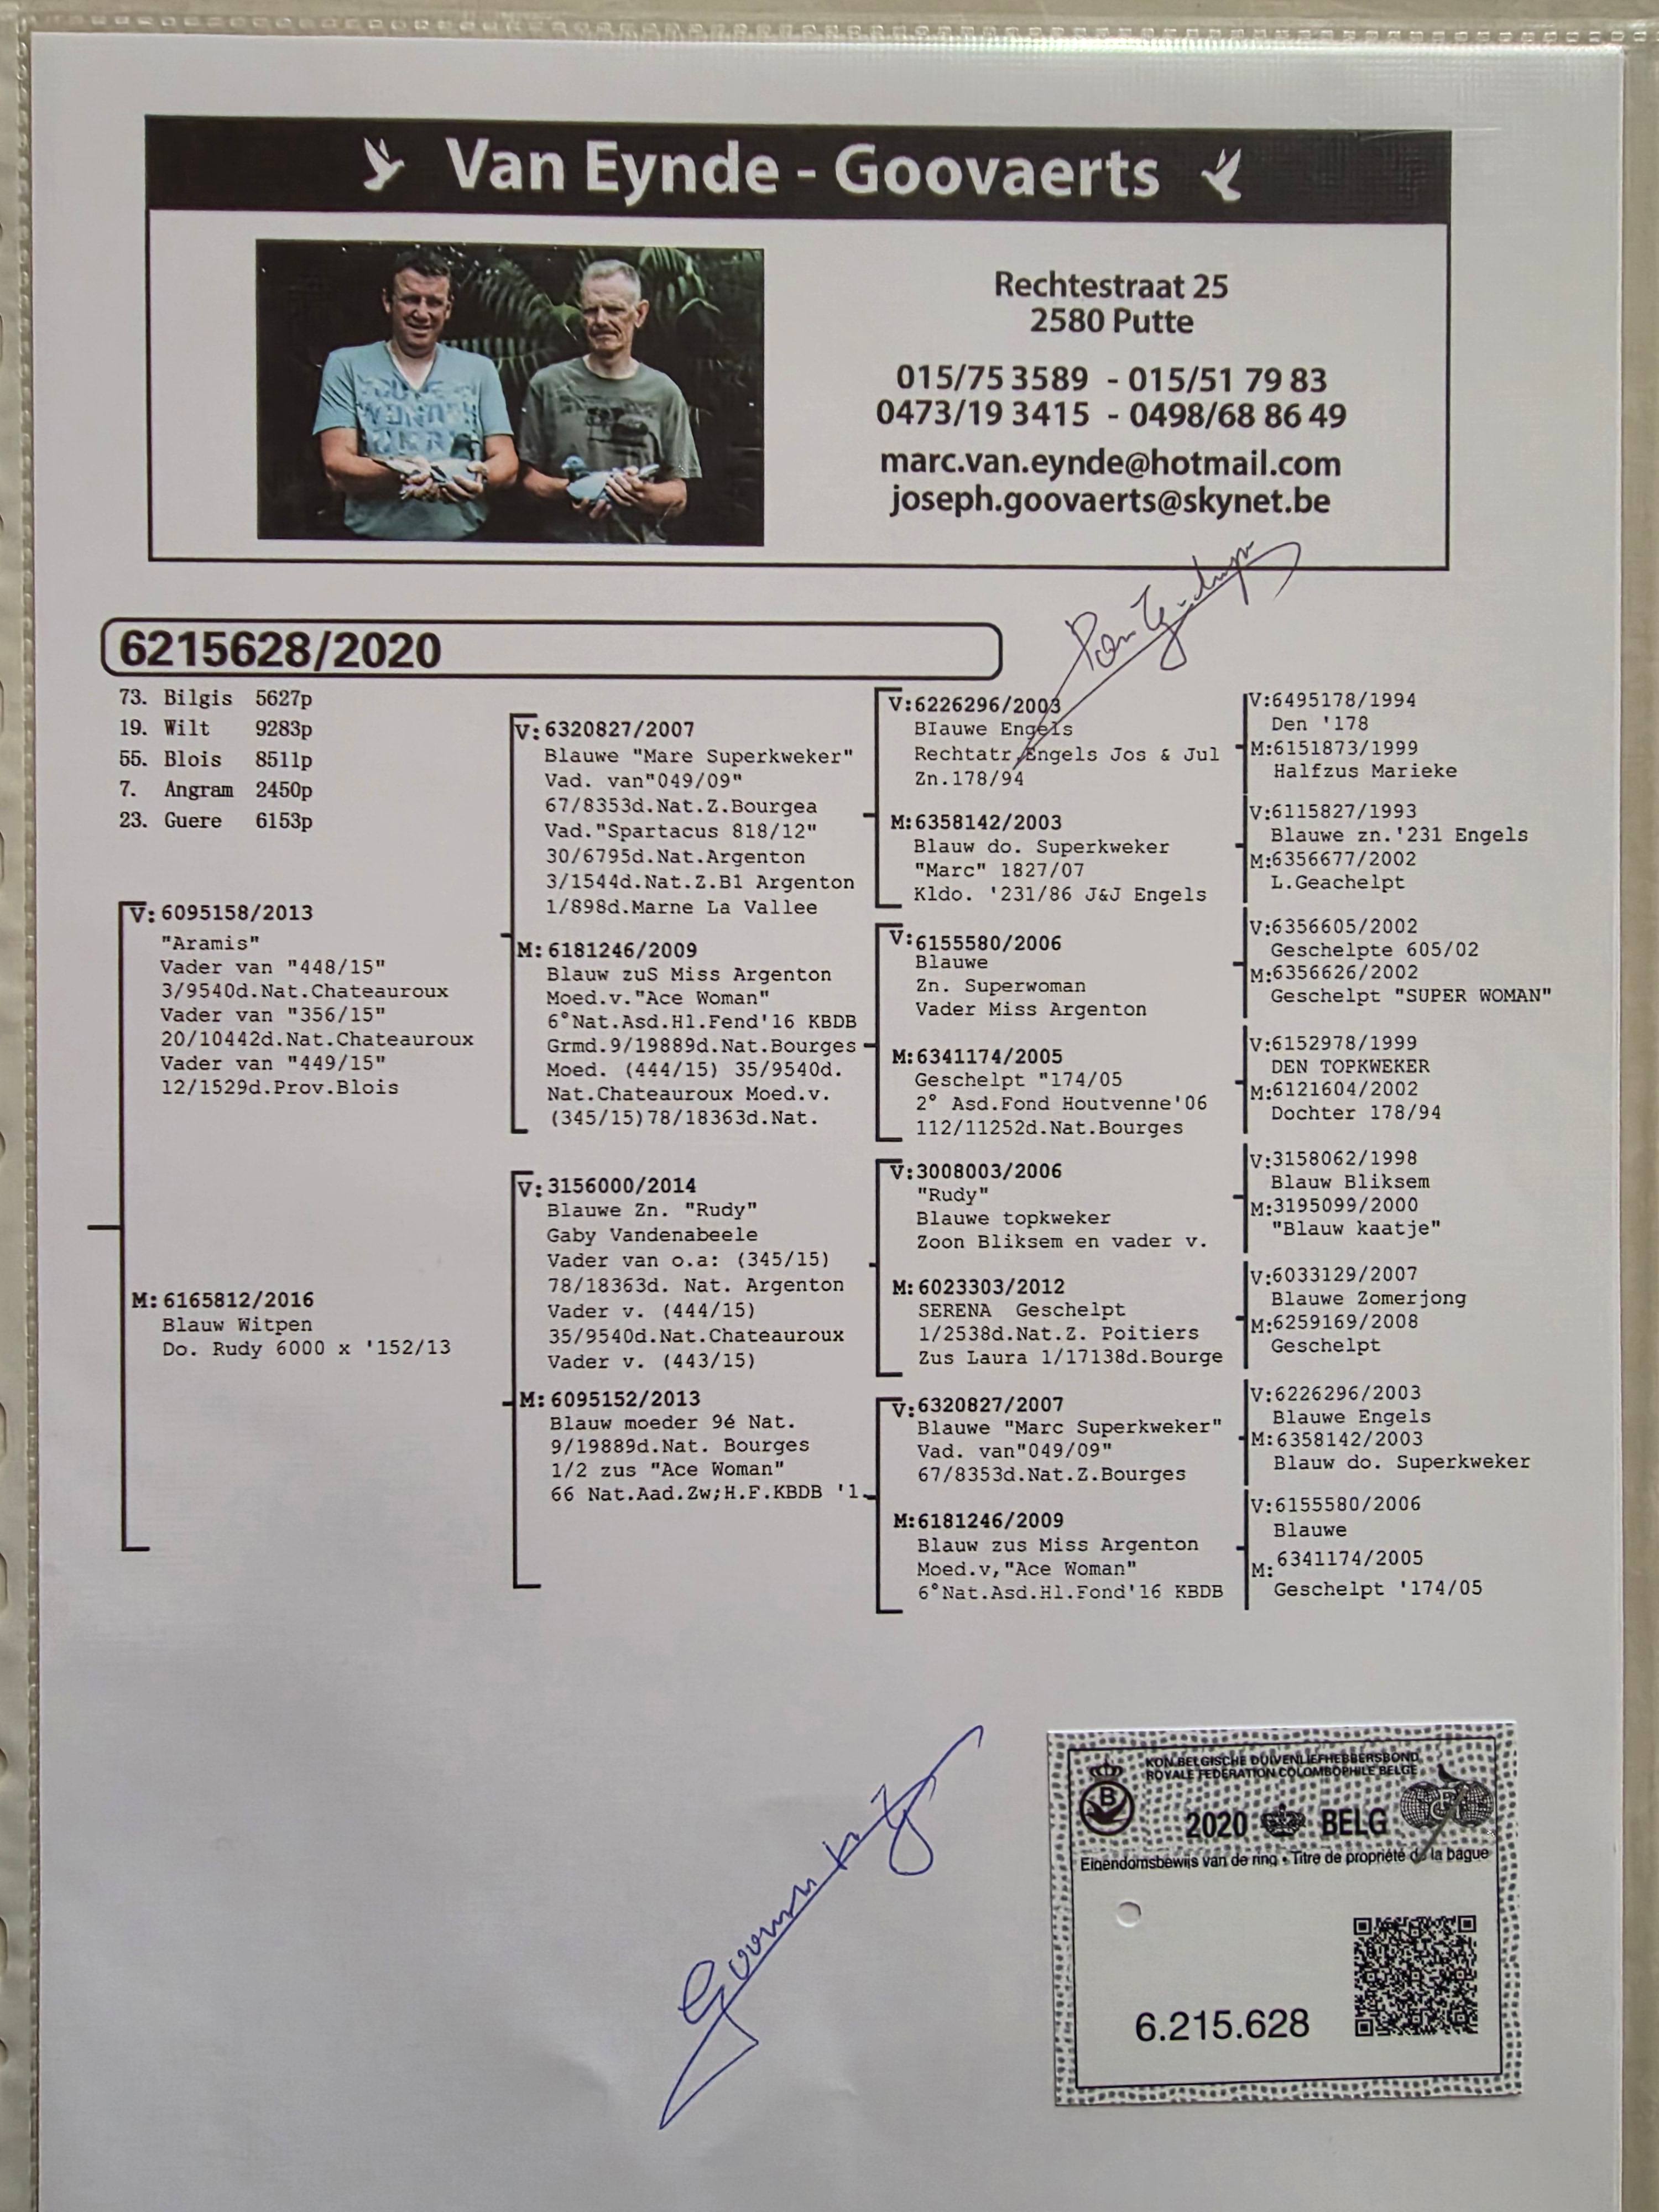 Van Eynde - Goovaerts
Rechtestraat 25
2580 Putte
015/75 3589 - 015/51 79 83
0473/19 3415 - 0498/68 86 49
marc.van.eynde@hotmail.com
joseph.goovaerts@skynet.be
6215628/2020
73. Bilgis 5627p
19. Wilt 9283p
55. Blois 8511p
7. Angram 2450p
23. Guere 6153p
V: 6095158/2013
"Aramis"
Vader van "448/15"
3/9540d.Nat.Chateauroux
Vader van "356/15"
20/10442d.Nat.Chateauroux
Vader van "449/15"
12/1529d.Prov.Blois
M: 6165812/2016
Blauw Witpen
Do. Rudy 6000 x '152/13
V: 6320827/2007
Blauwe "Mare Superkweker"
Vad. van"049/09"
67/8353d.Nat.Z.Bourgea
Vad."Spartacus 818/12"
30/6795d.Nat.Argenton
3/1544d.Nat.Z.B1 Argenton
1/898d.Marne La Vallee
M: 6181246/2009
Blauw zuS Miss Argenton
Moed.v."Ace Woman"
6°Nat.Asd.Hl.Fend'16 KBDB
Grmd.9/19889d.Nat.Bourges
Moed. (444/15) 35/9540d.
Nat.Chateauroux Moed.v.
(345/15)78/18363d.Nat.
V: 3156000/2014
Blauwe Zn. "Rudy"
Gaby Vandenabeele
Vader van o.a: (345/15)
78/18363d. Nat. Argenton
Vader v. (444/15)
35/9540d.Nat.Chateauroux
Vader v. (443/15)
M: 6095152/2013
Blauw moeder 9é Nat.
9/19889d.Nat. Bourges
1/2 zus "Ace Woman"
66 Nat.Aad.Zw;H.F.KBDB '1
V:6226296/2003
BIauwe Engels
Rechtatr.Engels Jos & Jul
Zn.178/94
M:6358142/2003
Blauw do. Superkweker
"Marc" 1827/07
Kldo. '231/86 J&J Engels
V:6155580/2006
Blauwe
Zn. Superwoman
Vader Miss Argenton
M:6341174/2005
Geschelpt "174/05
2° Asd.Fond Houtvenne'06
112/11252d.Nat.Bourges
V:3008003/2006
"Rudy"
Blauwe topkweker
Zoon Bliksem en vader v.
M:6023303/2012
SERENA Geschelpt
1/2538d.Nat.Z. Poitiers
Zus Laura 1/17138d.Bourge
V:6320827/2007
Blauwe "Marc Superkweker"
Vad. van"049/09"
67/8353d.Nat.Z.Bourges
M:6181246/2009
Blauw zus Miss Argenton
Moed.v,"Ace Woman"
6°Nat.Asd.Hl.Fond'16 KBDB
V:6495178/1994
Den '178
M:6151873/1999
Halfzus Marieke
V:6115827/1993
Blauwe zn.'231 Engels
M:6356677/2002
L.Geachelpt
V:6356605/2002
Geschelpte 605/02
M:6356626/2002
Geschelpt "SUPER WOMAN"
V:6152978/1999
DEN TOPKWEKER
M:6121604/2002
Dochter 178/94
V:3158062/1998
Blauw Bliksem
M:3195099/2000
"Blauw kaatje"
V:6033129/2007
Blauwe Zomerjong
M:6259169/2008
Geschelpt
V:6226296/2003
Blauwe Engels
M:6358142/2003
Blauw do. Superkweker
V:6155580/2006
Blauwe
M:6341174/2005
Geschelpt '174/05
KON.BELGISCHE DUIVENLIEFHEBBERSBOND
ROYALE FEDERATION COLOMBOPHILE BELGE
B
2020 BELG
Eigendomsbewijs van de ring • Titre de propriété de la bague
6.215.628